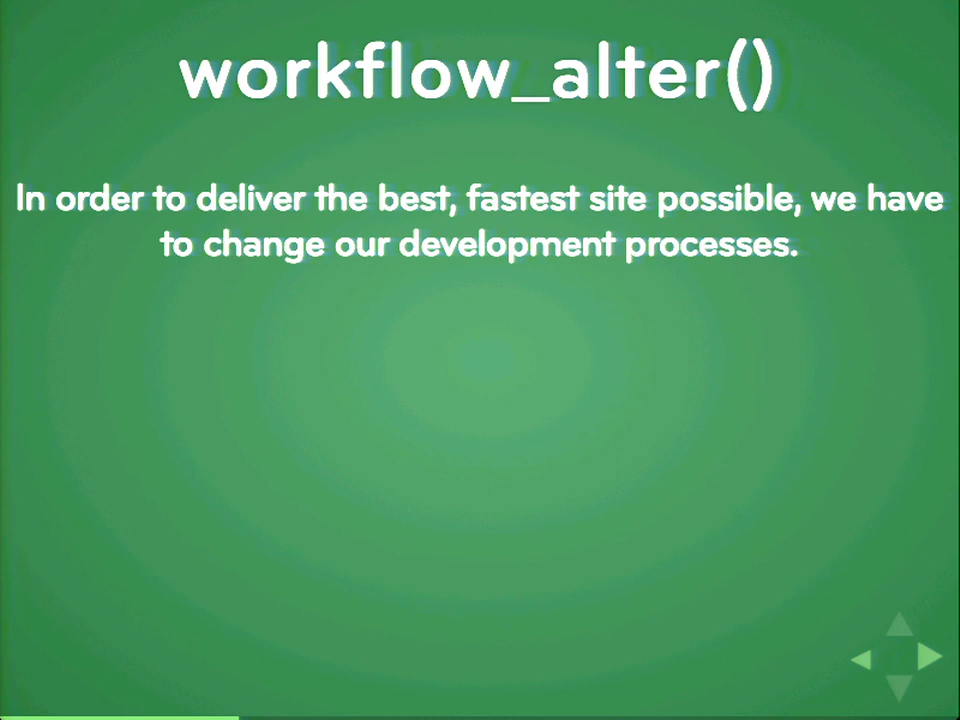 workflow_alter()
In order to deliver the best, fastest site possible, we have
to change our development processes.